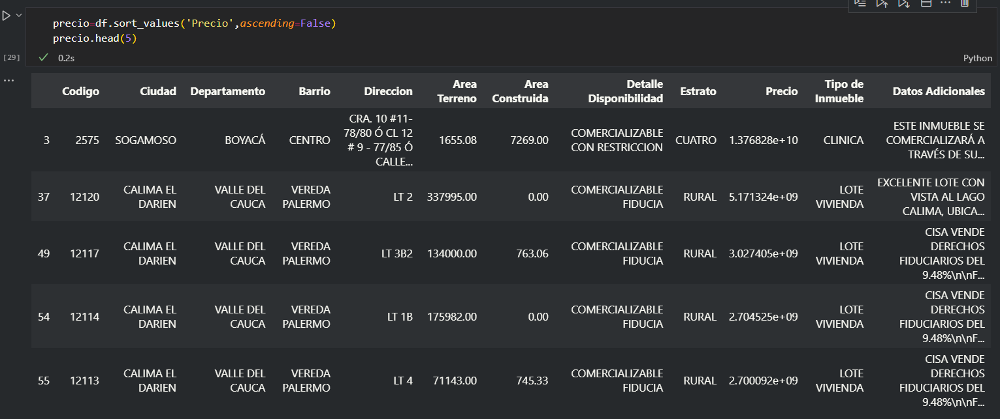 precio=df.sort_values('Precio',ascending=False)
precio.head(5)
[29]
0.2s
Python
...
Codigo Ciudad Departamento Barrio Direccion Area Terreno Area Construida Detalle Disponibilidad Estrato Precio Tipo de Inmueble Datos Adicionales
3 2575 SOGAMOSO BOYACÁ CENTRO CRA. 10 #11-78/80 Ó CL 12 # 9 - 77/85 Ó CALLE... 1655.08 7269.00 COMERCIALIZABLE CON RESTRICCION CUATRO 1.376828e+10 CLINICA ESTE INMUEBLE SE COMERCIALIZARÁ A TRAVÉS DE SU...
37 12120 CALIMA EL DARIEN VALLE DEL CAUCA VEREDA PALERMO LT 2 337995.00 0.00 COMERCIALIZABLE FIDUCIA RURAL 5.171324e+09 LOTE VIVIENDA EXCELENTE LOTE CON VISTA AL LAGO CALIMA, UBICA...
49 12117 CALIMA EL DARIEN VALLE DEL CAUCA VEREDA PALERMO LT 3B2 134000.00 763.06 COMERCIALIZABLE FIDUCIA RURAL 3.027405e+09 LOTE VIVIENDA CISA VENDE DERECHOS FIDUCIARIOS DEL 9.48%\n\nF...
54 12114 CALIMA EL DARIEN VALLE DEL CAUCA VEREDA PALERMO LT 1B 175982.00 0.00 COMERCIALIZABLE FIDUCIA RURAL 2.704525e+09 LOTE VIVIENDA CISA VENDE DERECHOS FIDUCIARIOS DEL 9.48%\n\nF...
55 12113 CALIMA EL DARIEN VALLE DEL CAUCA VEREDA PALERMO LT 4 71143.00 745.33 COMERCIALIZABLE FIDUCIA RURAL 2.700092e+09 LOTE VIVIENDA CISA VENDE DERECHOS FIDUCIARIOS DEL 9.48%\n\nF...